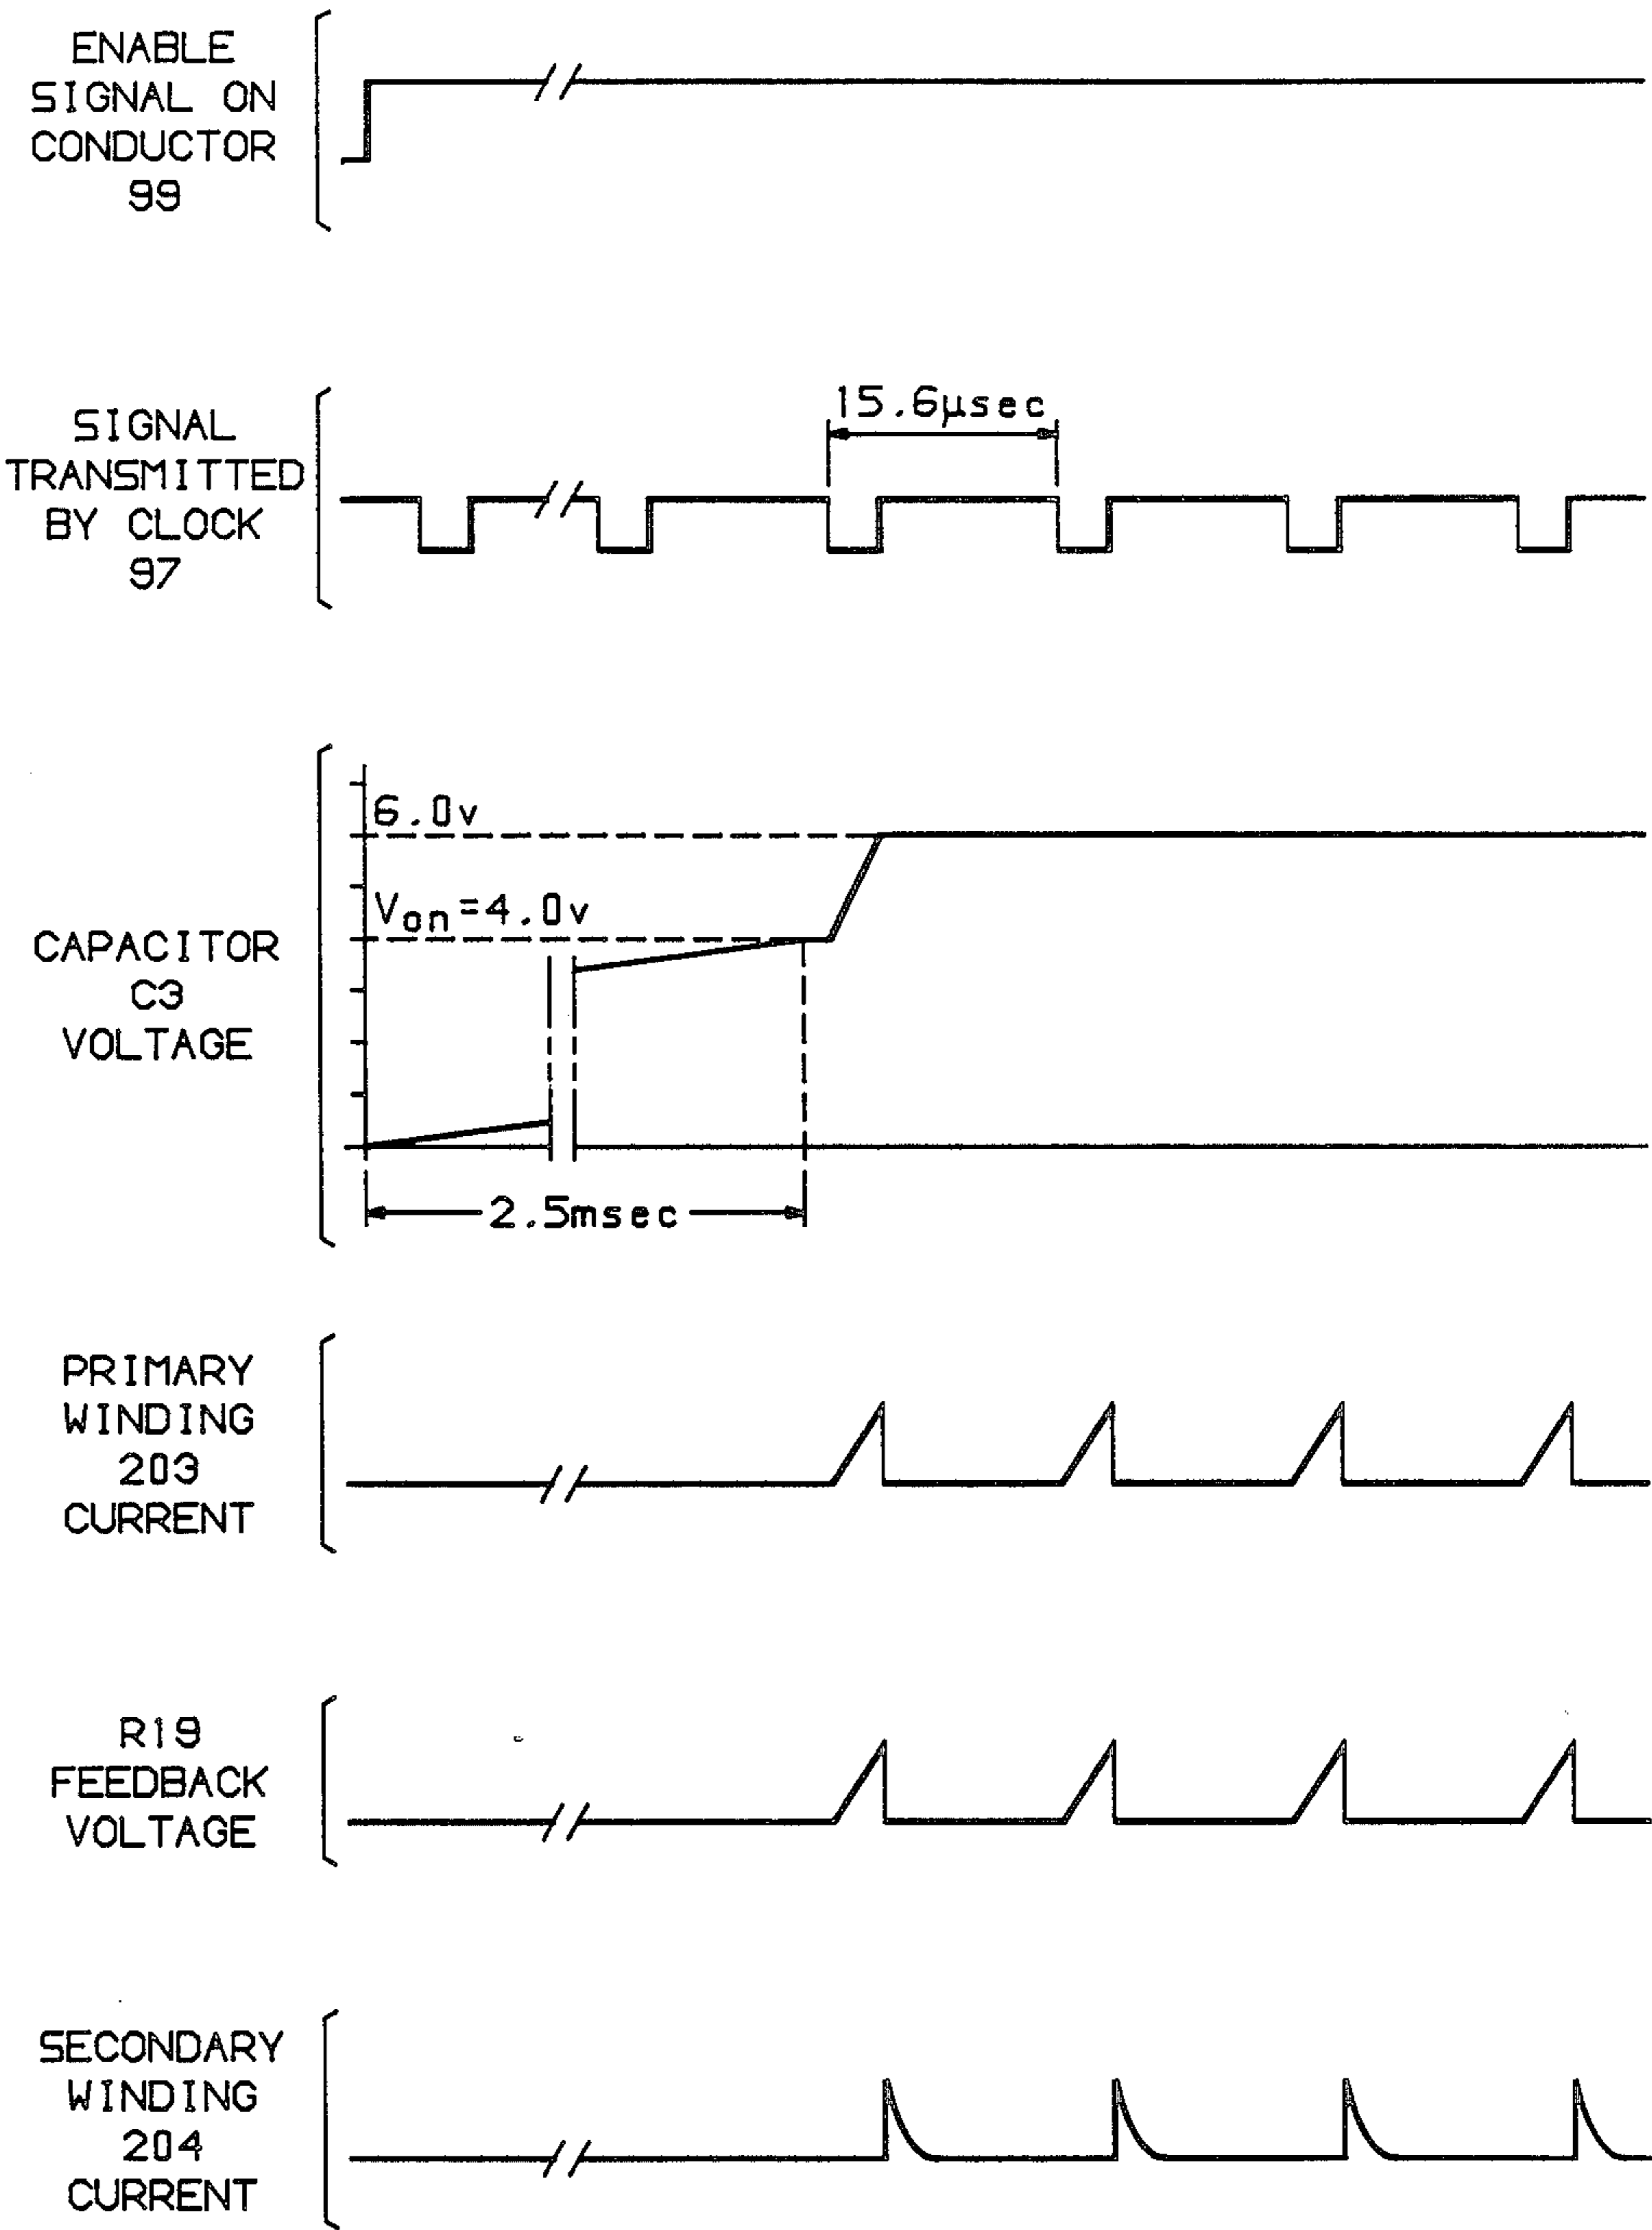 ENABLE
SIGNAL ON
CONDUCTOR
99
15.6µsec
SIGNAL
TRANSMITTED
BY CLOCK
97
6.0v
Von=4.0v
CAPACITOR
C3
VOLTAGE
2.5msec
PRIMARY
WINDING
203
CURRENT
R19
FEEDBACK
VOLTAGE
SECONDARY
WINDING
204
CURRENT